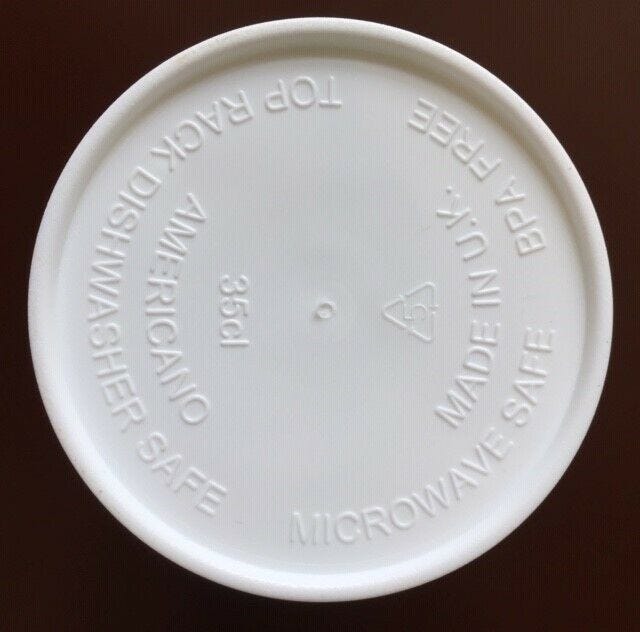 TOP RACK DISHWASHER SAFE
MICROWAVE SAFE
BPA FREE
AMERICANO
35cl
MADE IN U.K.
5